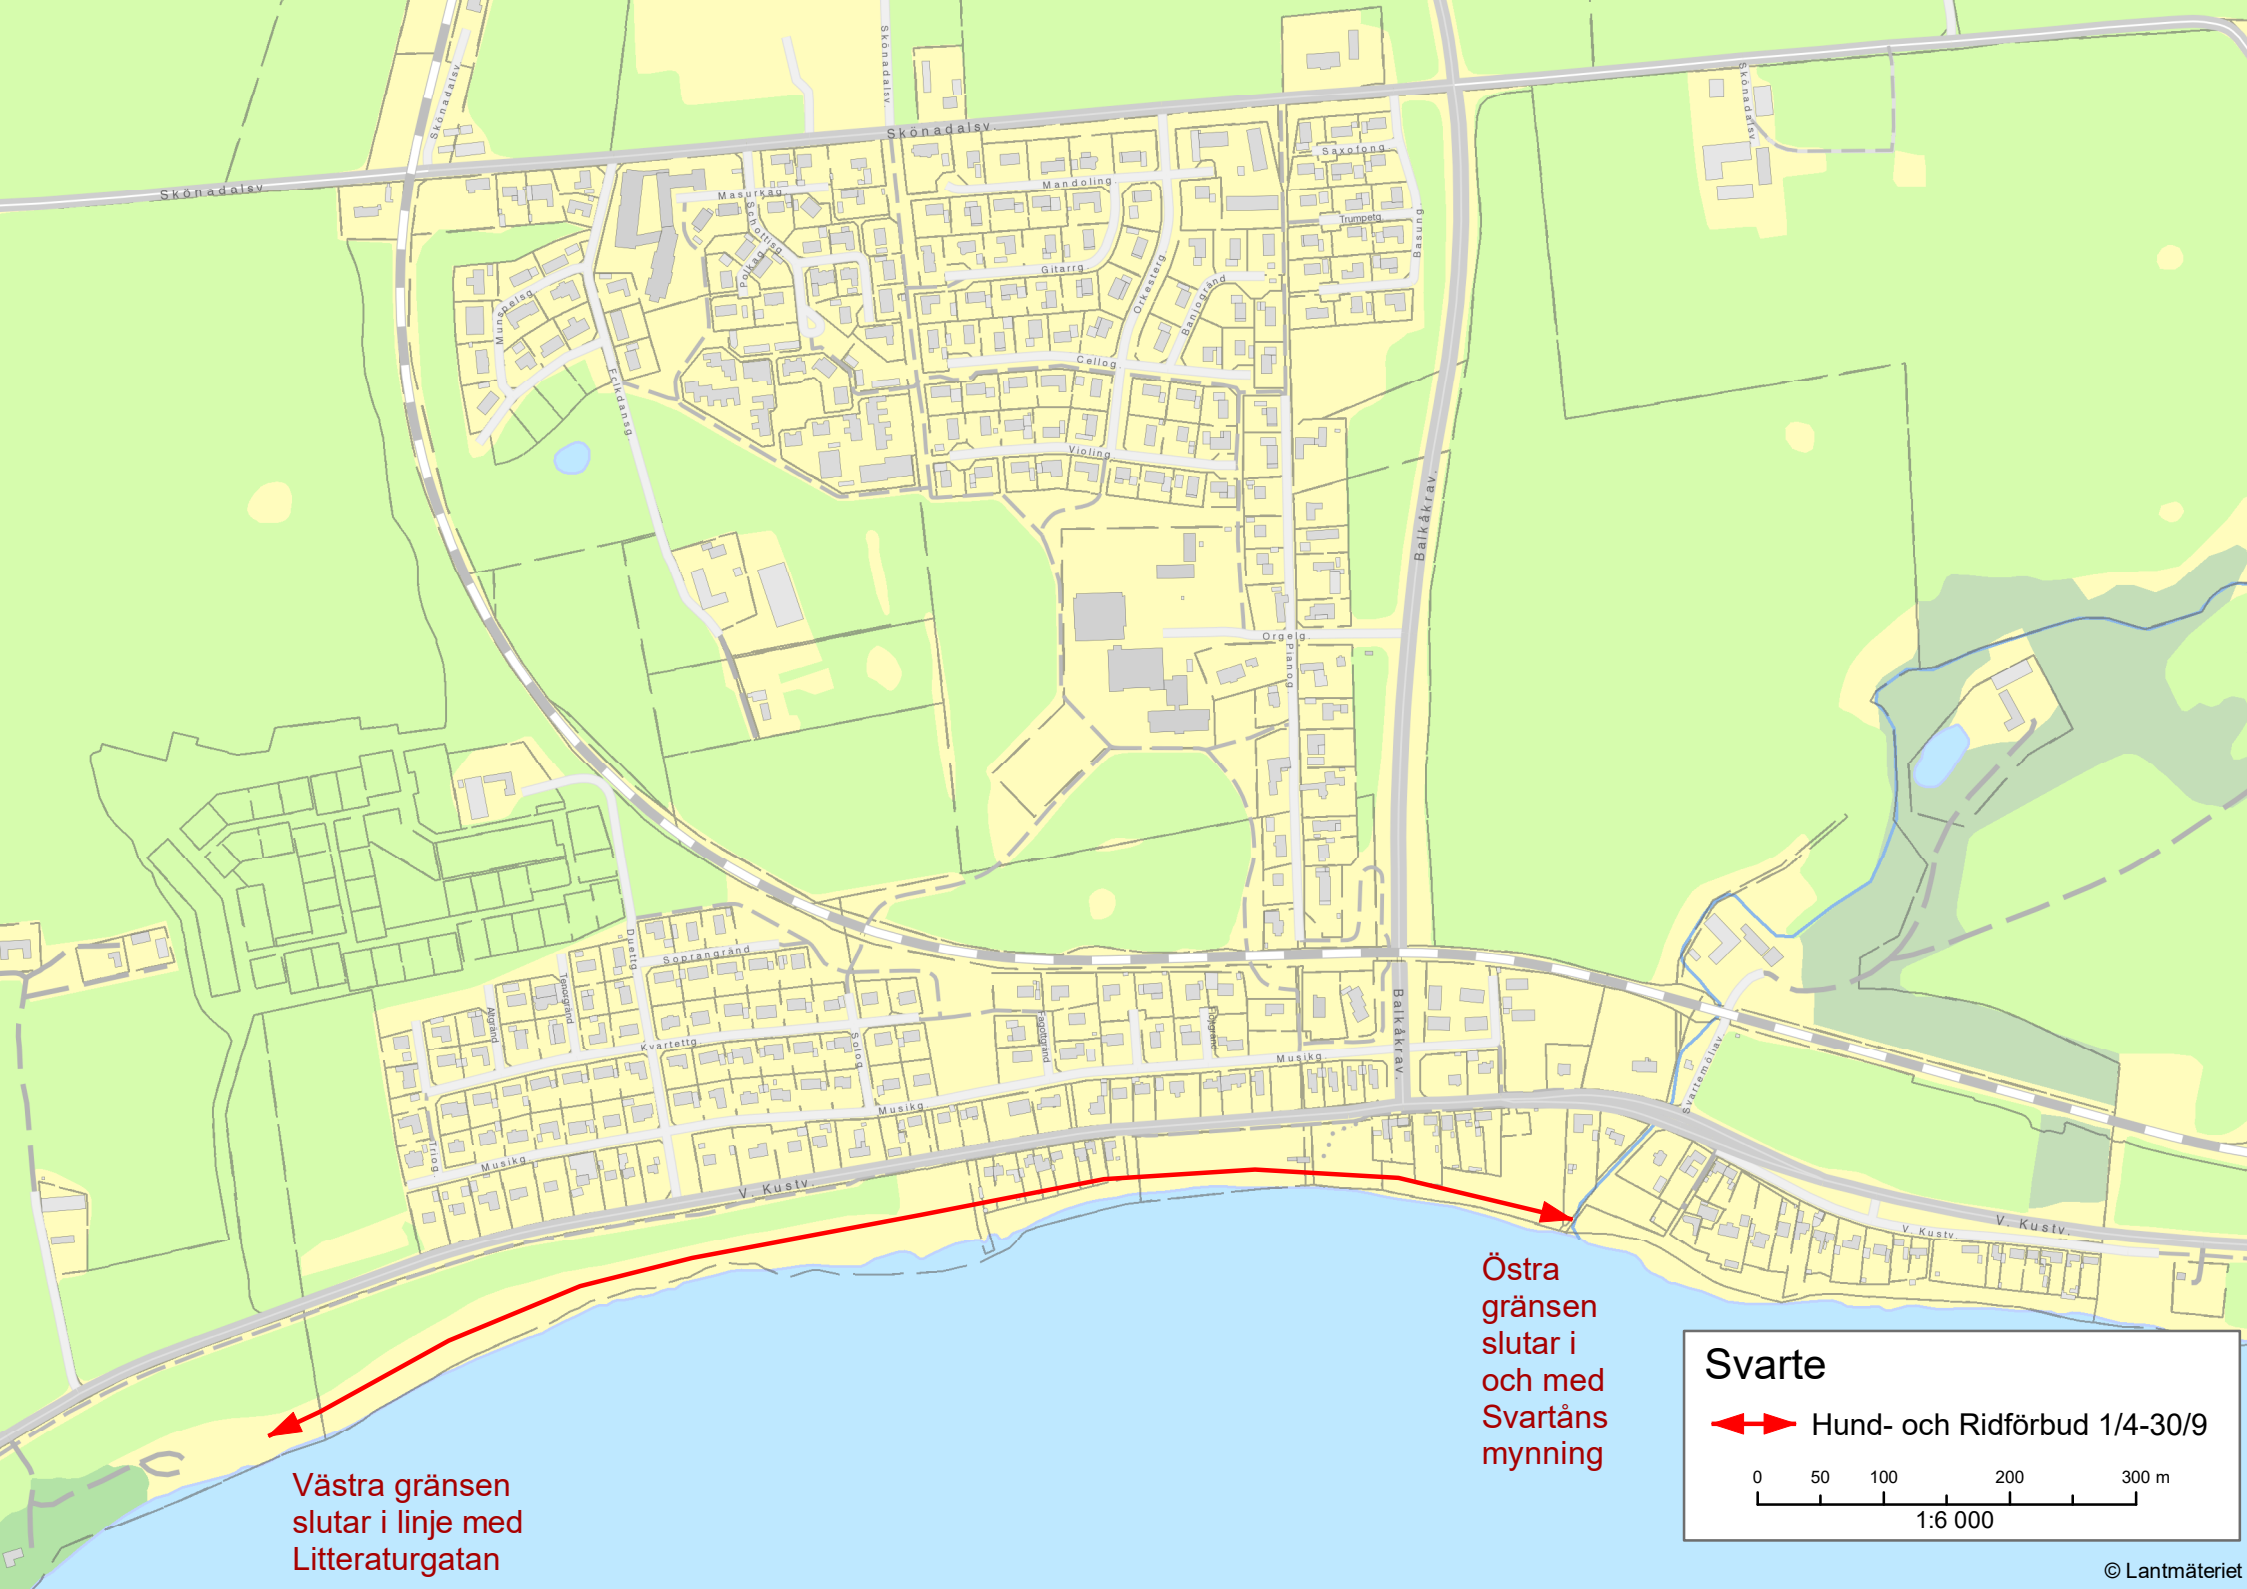 Skönadalsv.
Skönadalsv.
Skönadalsv.
Skönadalsv.
Skönadalsv.
Saxofong.
Masurkag.
Mandoling.
Schottisg.
Trumpetg.
Basung.
Polkag.
Gitarrg.
Orkesterg.
Banjogränd
Munspelsg.
Cellog.
Folkdansg.
Violing.
Balkåkrav.
Orgelg.
Pianog.
Duettg.
Soprangränd
Tenorgränd
Altgränd
Kvartettg.
Solog.
Fagottgränd
Musikg.
Balkåkrav.
Svartemöllav.
Musikg.
Triog.
Musikg.
V. Kustv.
V. Kustv.
V. Kustv.
Östra
gränsen
slutar i
och med
Svartåns
mynning
Västra gränsen
slutar i linje med
Litteraturgatan
Svarte
Hund- och Ridförbud 1/4-30/9
0 50 100 200 300 m
1:6 000
© Lantmäteriet